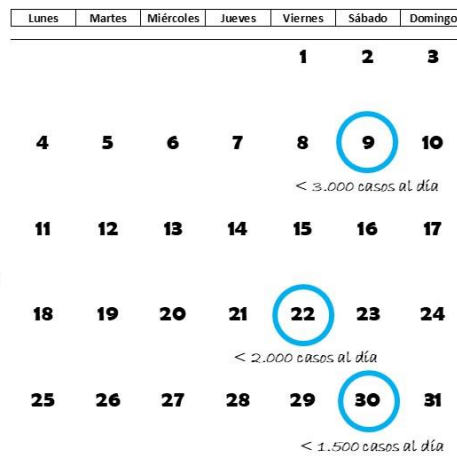 Lunes Martes Miércoles Jueves Viernes Sábado Domingo
1 2 3
4 5 6 7 8 9 10
< 3.000 casos al día
11 12 13 14 15 16 17
18 19 20 21 22 23 24
< 2.000 casos al día
25 26 27 28 29 30 31
< 1.500 casos al día